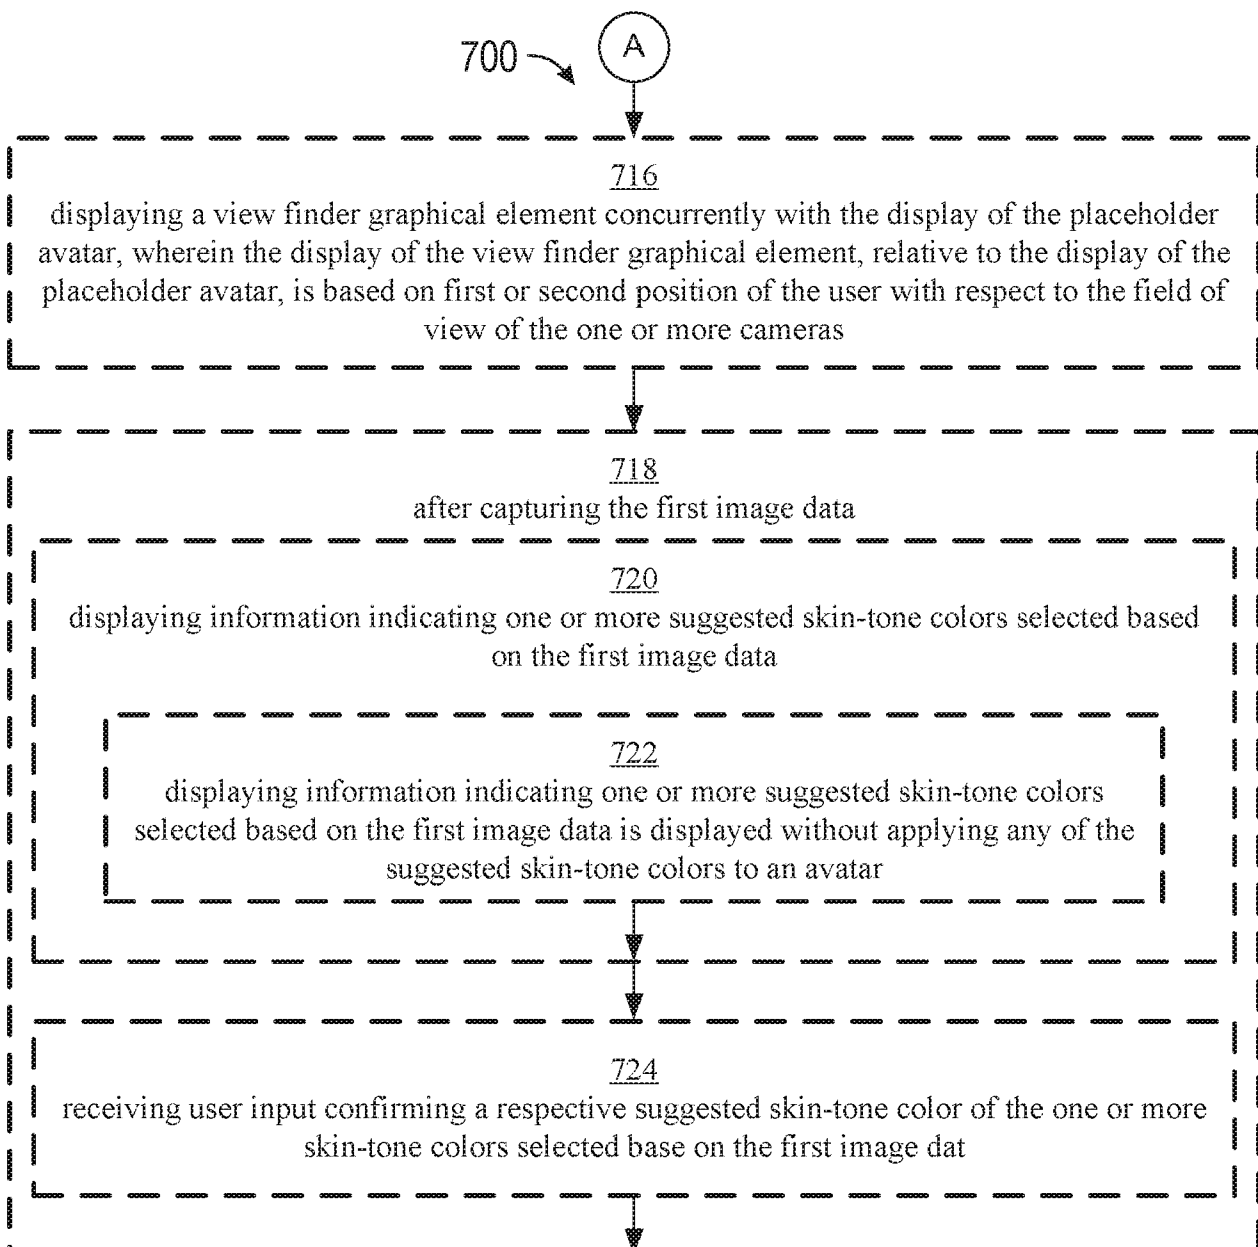 700
A
716
displaying a view finder graphical element concurrently with the display of the placeholder
avatar, wherein the display of the view finder graphical element, relative to the display of the
placeholder avatar, is based on first or second position of the user with respect to the field of
view of the one or more cameras
718
after capturing the first image data
720
displaying information indicating one or more suggested skin-tone colors selected based
on the first image data
722
displaying information indicating one or more suggested skin-tone colors
selected based on the first image data is displayed without applying any of the
suggested skin-tone colors to an avatar
724
receiving user input confirming a respective suggested skin-tone color of the one or more
skin-tone colors selected base on the first image dat